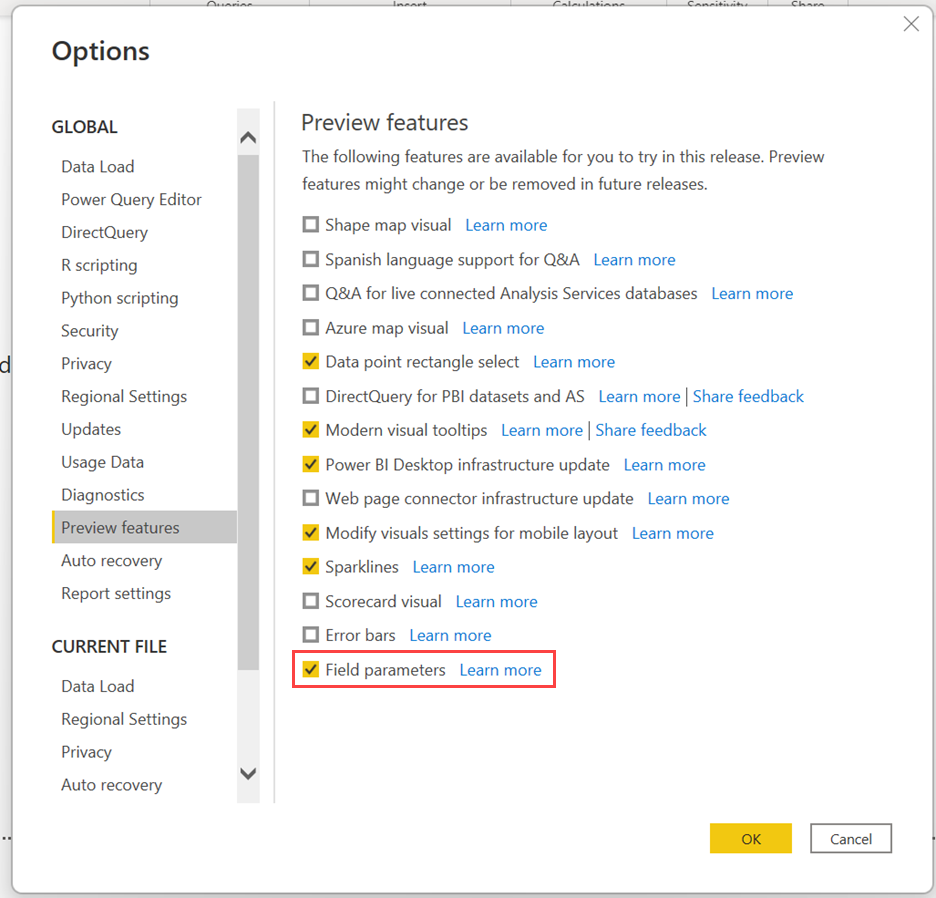 Queries
Insert
Calculations
Sensitivity
Share
Options
GLOBAL
Data Load
Power Query Editor
DirectQuery
R scripting
Python scripting
Security
Privacy
Regional Settings
Updates
Usage Data
Diagnostics
Preview features
Auto recovery
Report settings
CURRENT FILE
Data Load
Regional Settings
Privacy
Auto recovery
Preview features
The following features are available for you to try in this release. Preview
features might change or be removed in future releases.
Shape map visual Learn more
Spanish language support for Q&A Learn more
Q&A for live connected Analysis Services databases Learn more
Azure map visual Learn more
Data point rectangle select Learn more
DirectQuery for PBI datasets and AS Learn more | Share feedback
Modern visual tooltips Learn more | Share feedback
Power BI Desktop infrastructure update Learn more
Web page connector infrastructure update Learn more
Modify visuals settings for mobile layout Learn more
Sparklines Learn more
Scorecard visual Learn more
Error bars Learn more
Field parameters Learn more
OK
Cancel
d